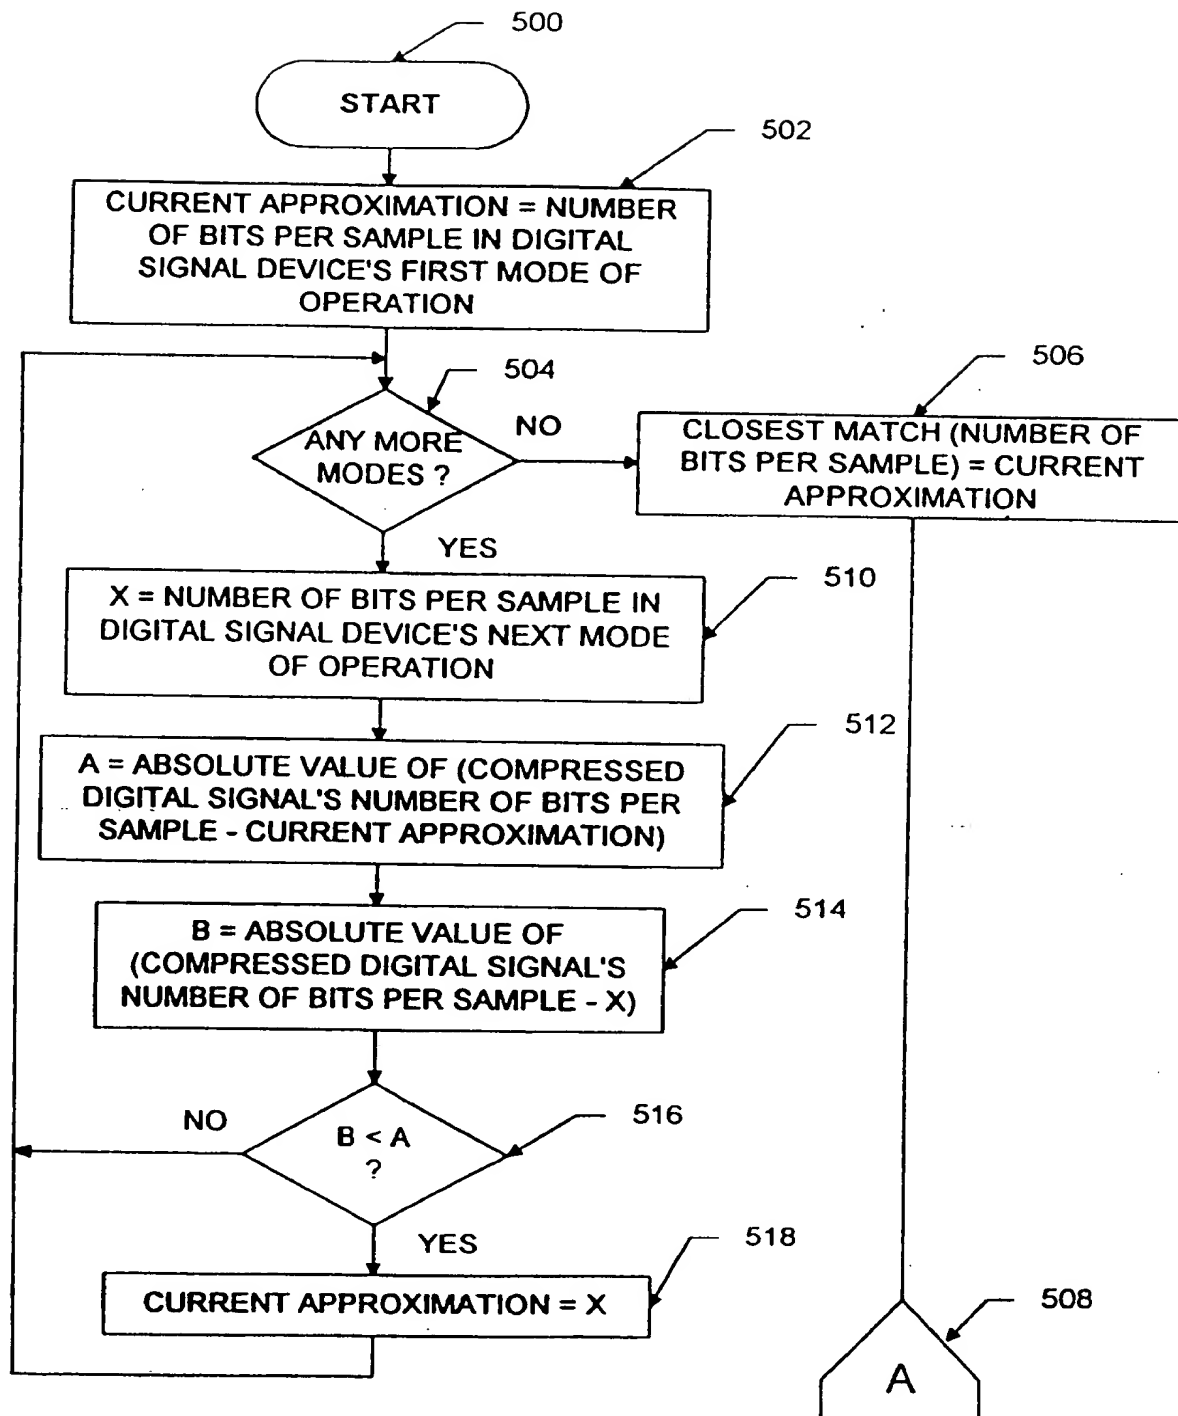 500
START
502
CURRENT APPROXIMATION = NUMBER
OF BITS PER SAMPLE IN DIGITAL
SIGNAL DEVICE'S FIRST MODE OF
OPERATION
504
506
ANY MORE
MODES ?
NO
CLOSEST MATCH (NUMBER OF
BITS PER SAMPLE) = CURRENT
APPROXIMATION
YES
510
X = NUMBER OF BITS PER SAMPLE IN
DIGITAL SIGNAL DEVICE'S NEXT MODE
OF OPERATION
512
A = ABSOLUTE VALUE OF (COMPRESSED
DIGITAL SIGNAL'S NUMBER OF BITS PER
SAMPLE - CURRENT APPROXIMATION)
514
B = ABSOLUTE VALUE OF
(COMPRESSED DIGITAL SIGNAL'S
NUMBER OF BITS PER SAMPLE - X)
516
NO
B < A
?
YES
518
CURRENT APPROXIMATION = X
508
A